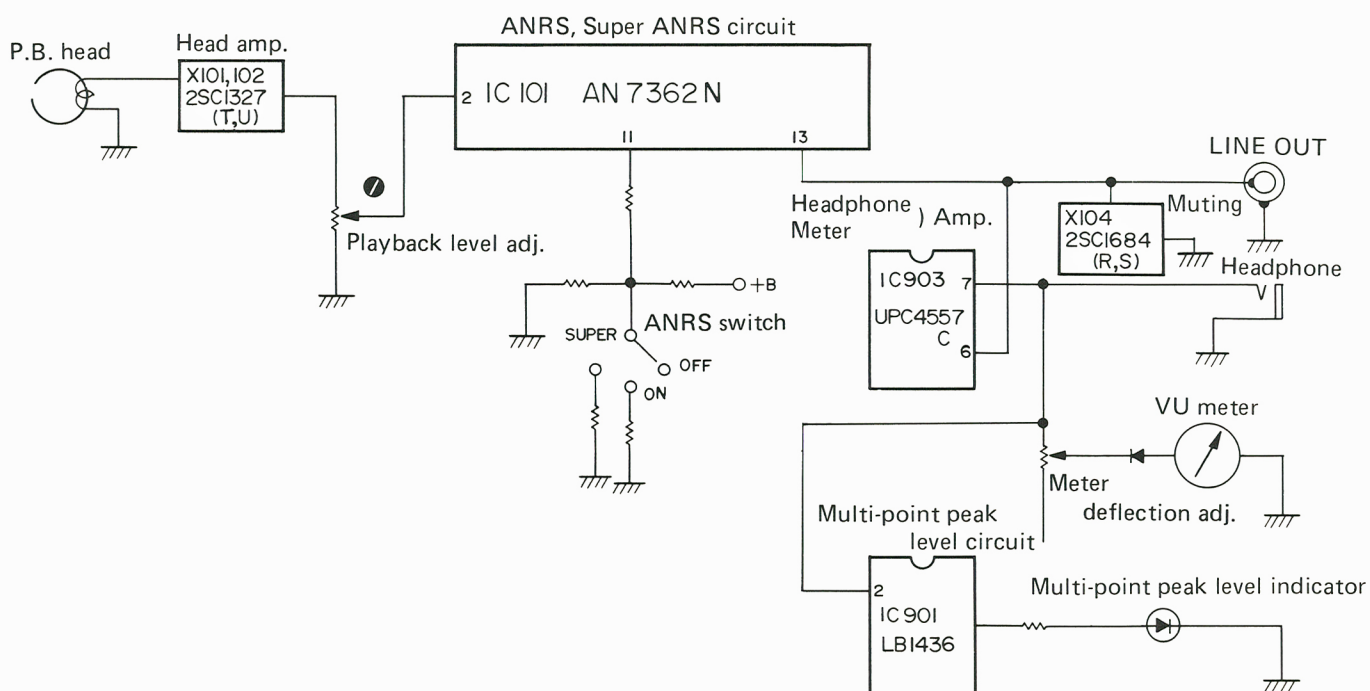 ANRS, Super ANRS circuit
P.B. head
Head amp.
X101,102
2SC1327
(T,U)
2 IC 101 AN 7362 N
11
13
LINE OUT
Playback level adj.
Headphone
Meter
) Amp.
X104
2SC1684
(R,S)
Muting
Headphone
IC903
7
UPC4557
C
6
+B
ANRS switch
SUPER
OFF
ON
VU meter
Meter
deflection adj.
Multi-point peak
level circuit
2
IC 901
LB1436
Multi-point peak level indicator